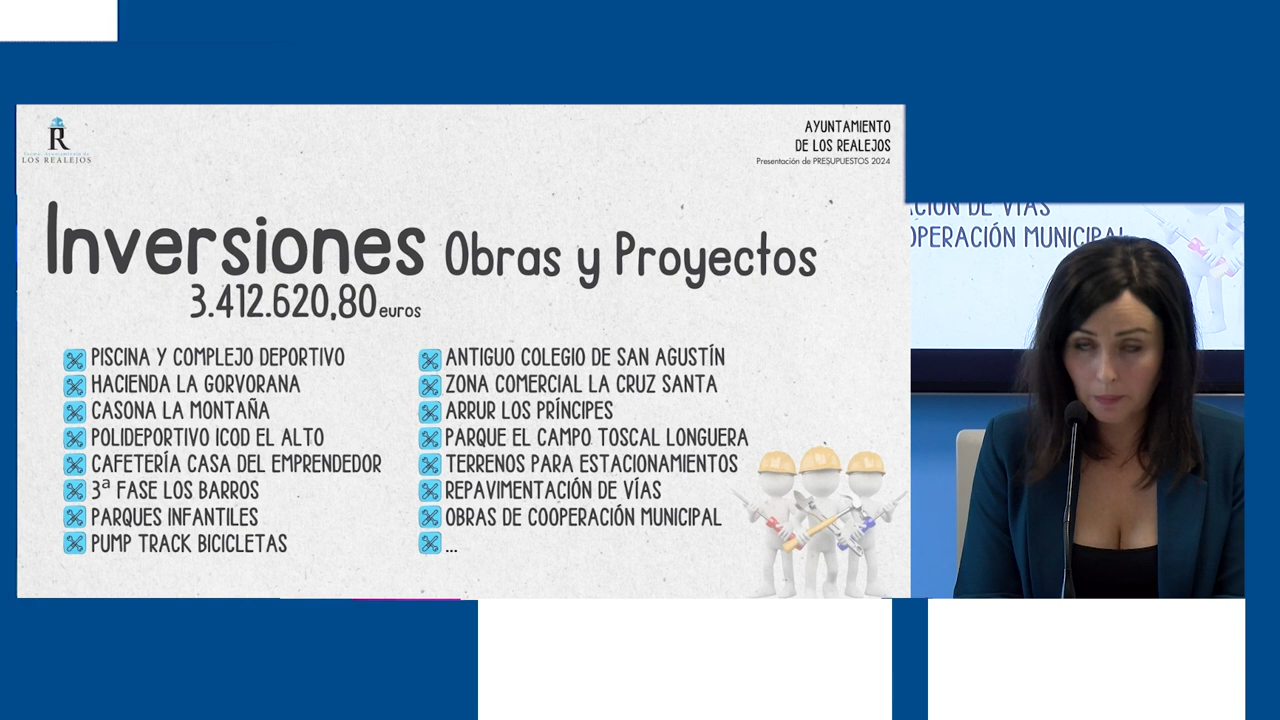 R
LOS REALEJOS
AYUNTAMIENTO
DE LOS REALEJOS
Presentación de PRESUPUESTOS 2024
Inversiones Obras y Proyectos
3.412.620,80 euros
PISCINA Y COMPLEJO DEPORTIVO
HACIENDA LA GORVORANA
CASONA LA MONTAÑA
POLIDEPORTIVO ICOD EL ALTO
CAFETERÍA CASA DEL EMPRENDEDOR
3ª FASE LOS BARROS
PARQUES INFANTILES
PUMP TRACK BICICLETAS
ANTIGUO COLEGIO DE SAN AGUSTÍN
ZONA COMERCIAL LA CRUZ SANTA
ARRUR LOS PRÍNCIPES
PARQUE EL CAMPO TOSCAL LONGUERA
TERRENOS PARA ESTACIONAMIENTOS
REPAVIMENTACIÓN DE VÍAS
OBRAS DE COOPERACIÓN MUNICIPAL
...
ACIÓN DE VÍAS
OPERACIÓN MUNICIPAL